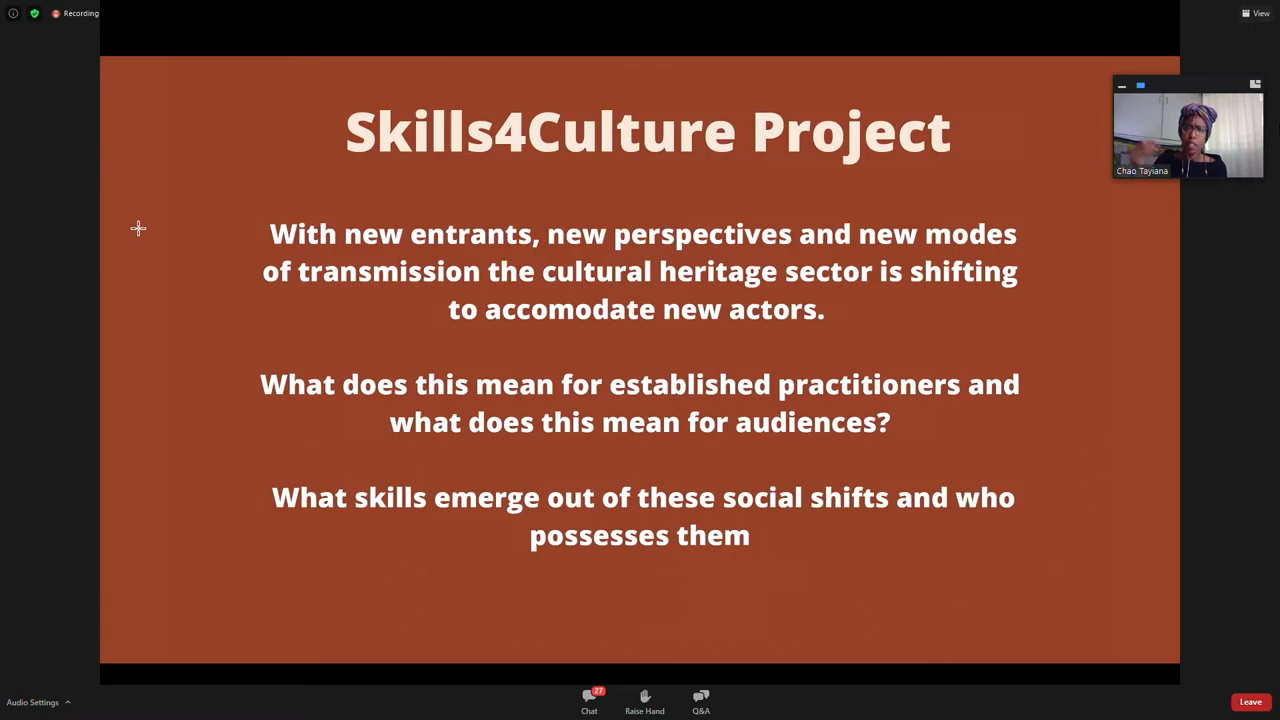 Recording
View
Skills4Culture Project
With new entrants, new perspectives and new modes
of transmission the cultural heritage sector is shifting
to accomodate new actors.
What does this mean for established practitioners and
what does this mean for audiences?
What skills emerge out of these social shifts and who
possesses them
Chao Tayiana
Audio Settings
27
Chat
Raise Hand
Q&A
Leave